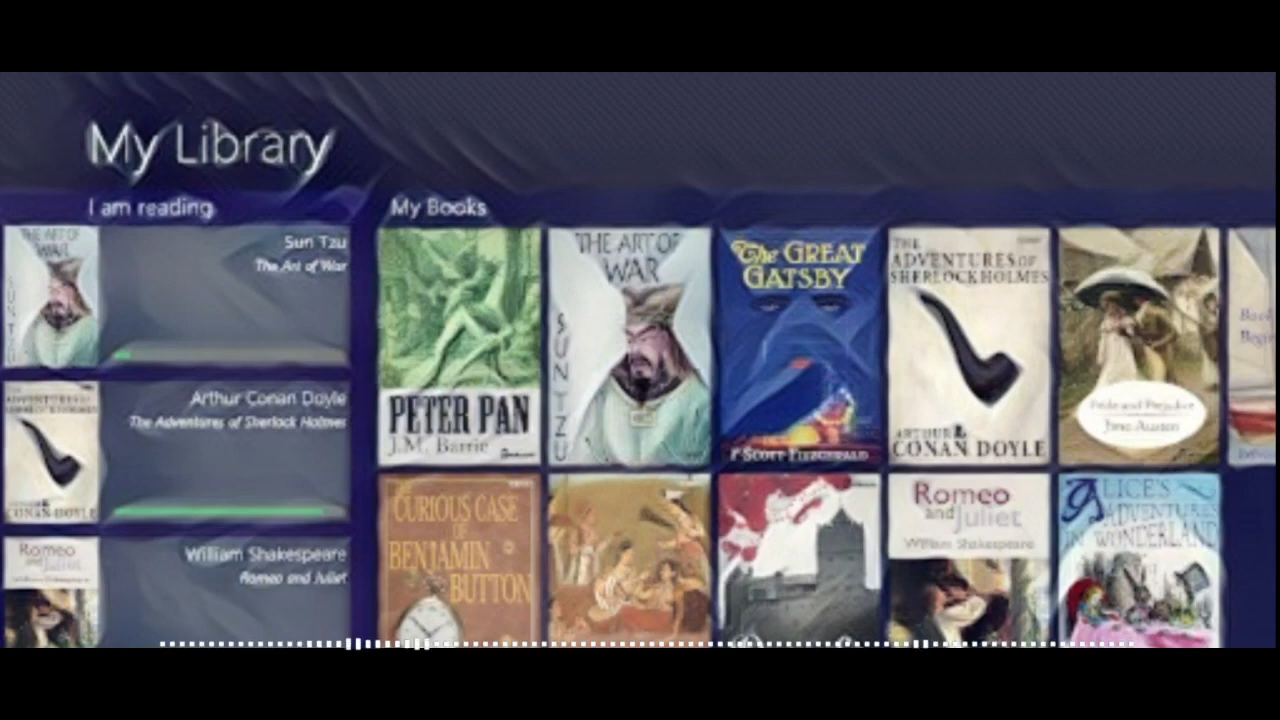 My Library
I am reading
THE ART OF
WAR
SUN TZU
Sun Tzu
The Art of War
ADVENTURES OF
CONAN DOYLE
Arthur Conan Doyle
The Adventures of Sherlock Holmes
Romeo
and Juliet
William Shakespeare
William Shakespeare
Romeo and Juliet
My Books
PETER PAN
J.M. Barrie
THE ART OF
WAR
SUN TZU
The GREAT
GATSBY
F SCOTT FITZGERALD
THE
ADVENTURES OF
SHERLOCK HOLMES
ARTHUR
CONAN DOYLE
Pride and Prejudice
Jane Austen
CURIOUS CASE
OF
BENJAMIN
BUTTON
Romeo
and Juliet
William Shakespeare
ALICE'S
ADVENTURES
IN WONDERLAND